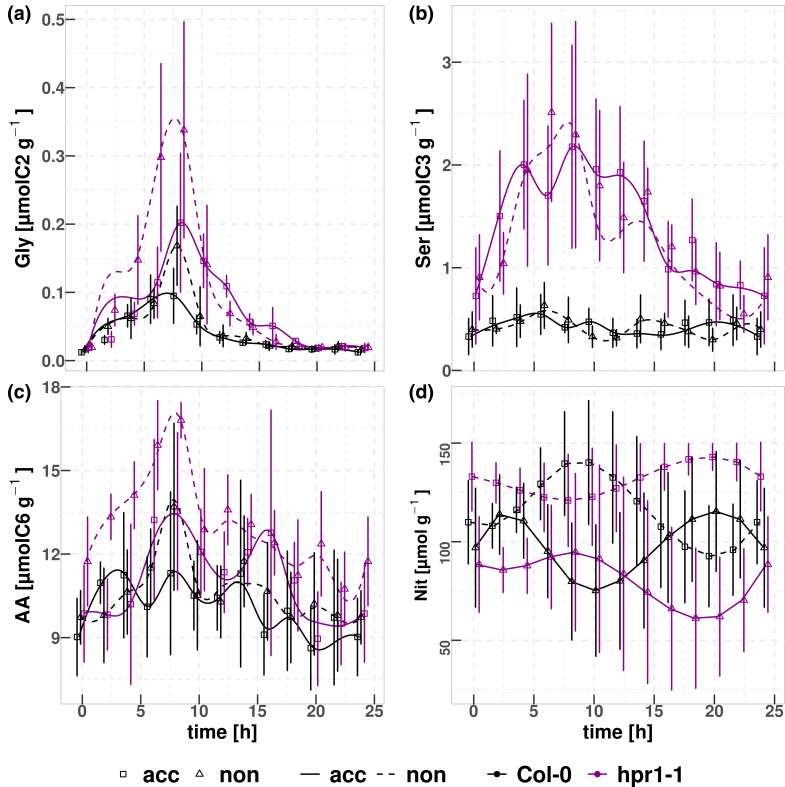 (a)
Gly [µmolC2 g⁻¹ ]
0.5
0.4
0.3
0.2
0.1
0.0
(b)
Ser [µmolC3 g⁻¹ ]
3
2
1
0
(c)
AA [µmolC6 g⁻¹ ]
18
15
12
9
0 5 10 15 20 25
time [h]
(d)
Nit [µmol g⁻¹ ]
150
100
50
0 5 10 15 20 25
time [h]
acc non acc non Col-0 hpr1-1